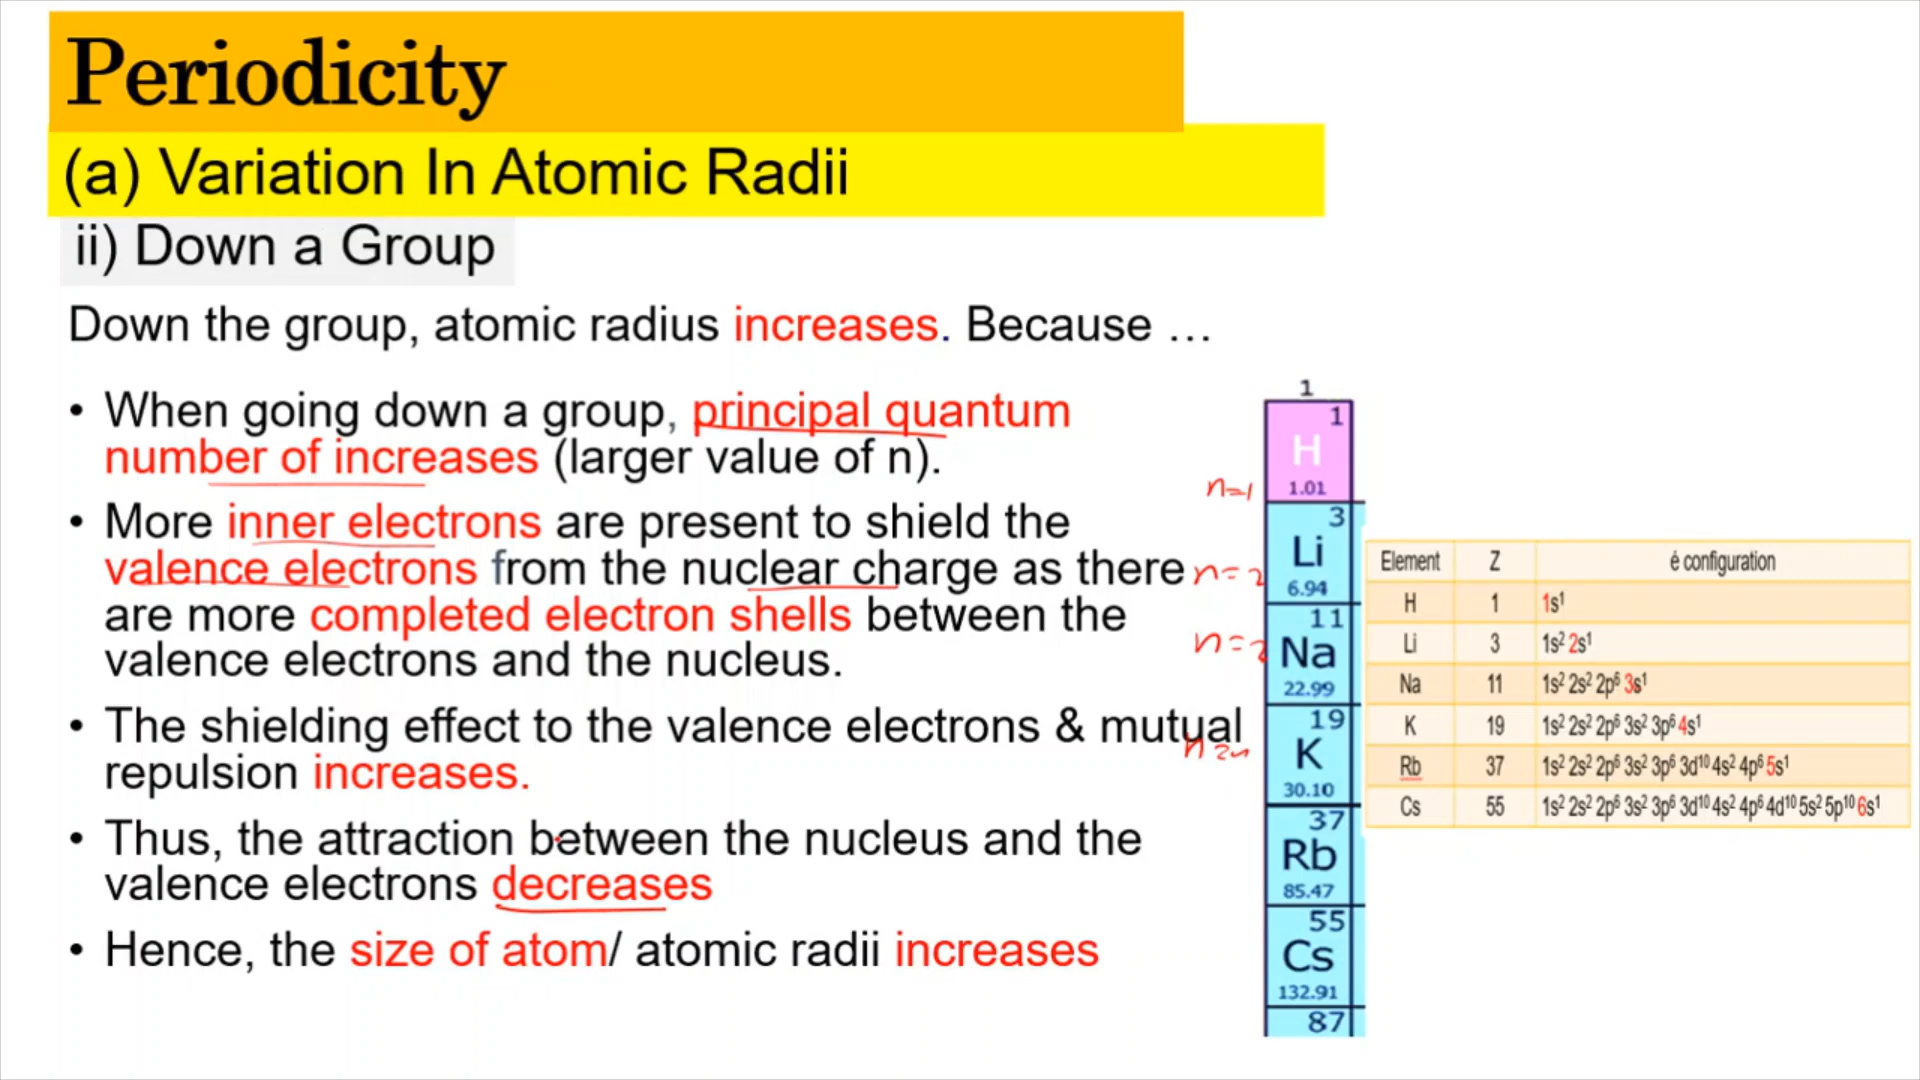 Periodicity
(a) Variation In Atomic Radii
ii) Down a Group
Down the group, atomic radius increases. Because …
• When going down a group, principal quantum
number of increases (larger value of n).
• More inner electrons are present to shield the
valence electrons from the nuclear charge as there
are more completed electron shells between the
valence electrons and the nucleus.
• The shielding effect to the valence electrons & mutual
repulsion increases.
• Thus, the attraction between the nucleus and the
valence electrons decreases
• Hence, the size of atom/ atomic radii increases
1
1
H
1.01
n=1
3
Li
6.94
n=2
11
Na
22.99
n=
19
K
30.10
n=
37
Rb
85.47
55
Cs
132.91
87
Element Z é configuration
H 1 1s¹
Li 3 1s² 2s¹
Na 11 1s² 2s² 2p⁶ 3s¹
K 19 1s² 2s² 2p⁶ 3s² 3p⁶ 4s¹
Rb 37 1s² 2s² 2p⁶ 3s² 3p⁶ 3d¹⁰ 4s² 4p⁶ 5s¹
Cs 55 1s² 2s² 2p⁶ 3s² 3p⁶ 3d¹⁰ 4s² 4p⁶ 4d¹⁰ 5s² 5p¹⁰ 6s¹